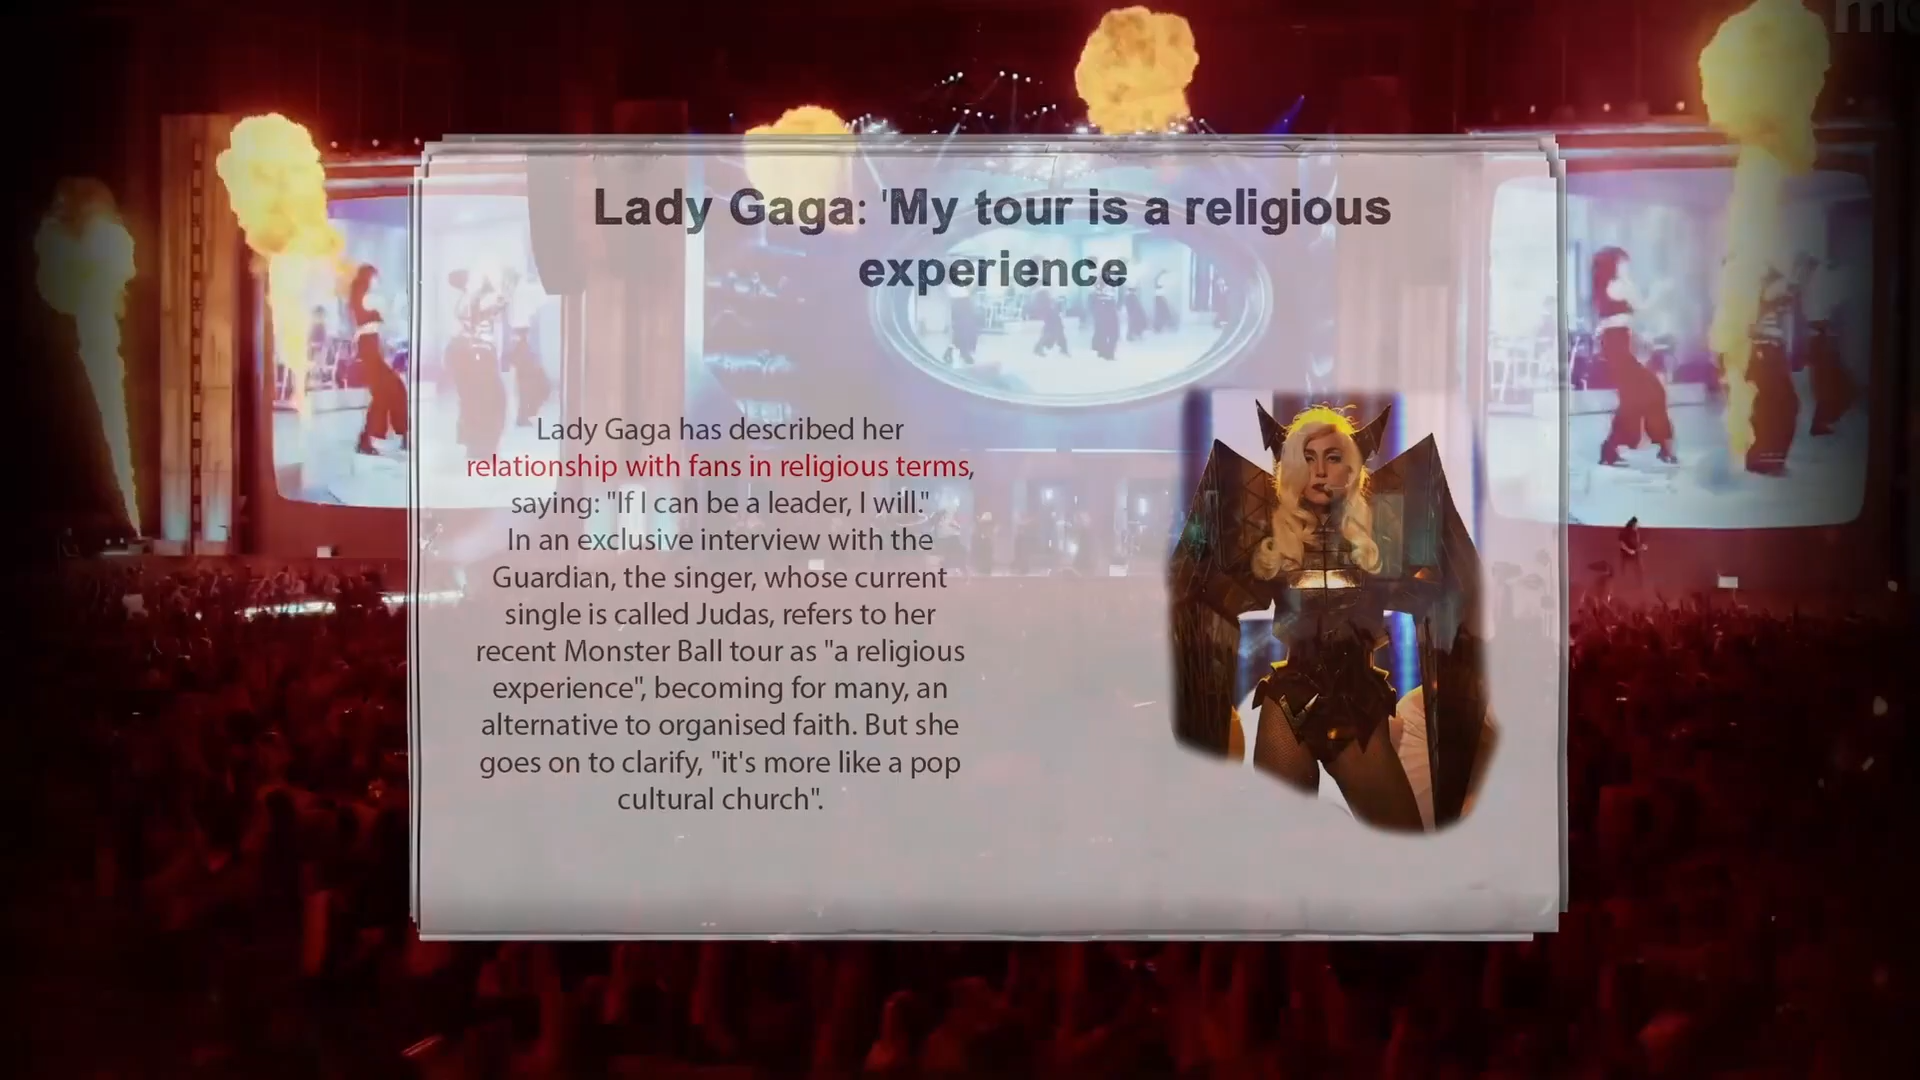 Lady Gaga: 'My tour is a religious
experience
Lady Gaga has described her
relationship with fans in religious terms,
saying: "If I can be a leader, I will."
In an exclusive interview with the
Guardian, the singer, whose current
single is called Judas, refers to her
recent Monster Ball tour as "a religious
experience", becoming for many, an
alternative to organised faith. But she
goes on to clarify, "it's more like a pop
cultural church".